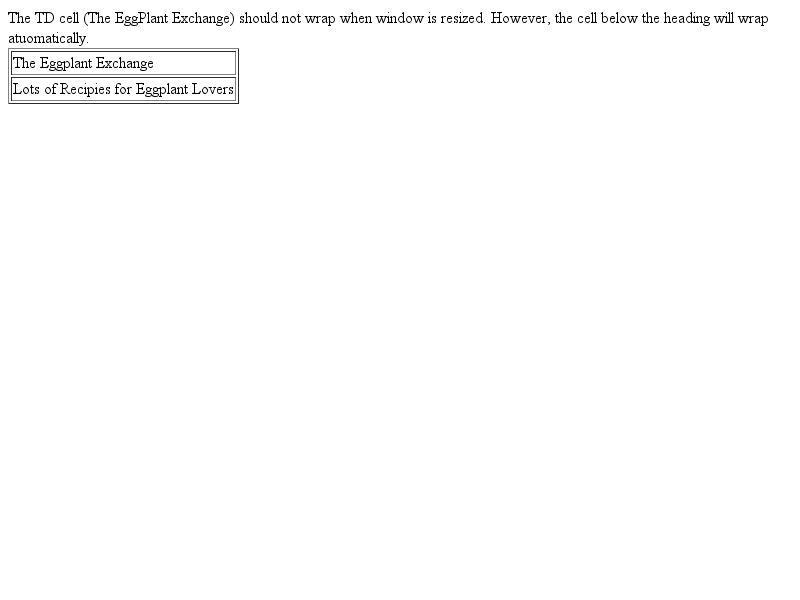 The TD cell (The EggPlant Exchange) should not wrap when window is resized. However, the cell below the heading will wrap
atuomatically.
The Eggplant Exchange
Lots of Recipies for Eggplant Lovers